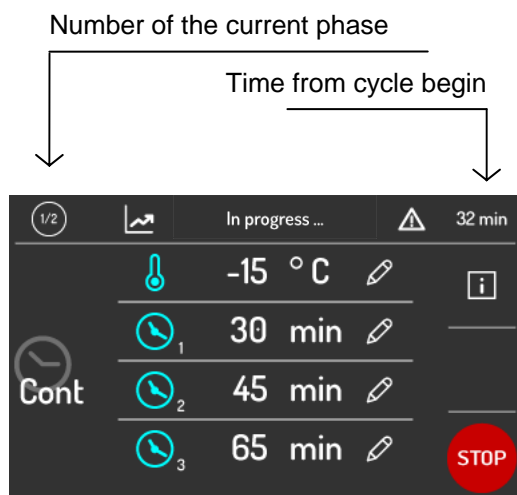 Number of the current phase
Time from cycle begin
1/2
In progress ...
32 min
-15 °C
i
1 30 min
Cont
2 45 min
3 65 min
STOP